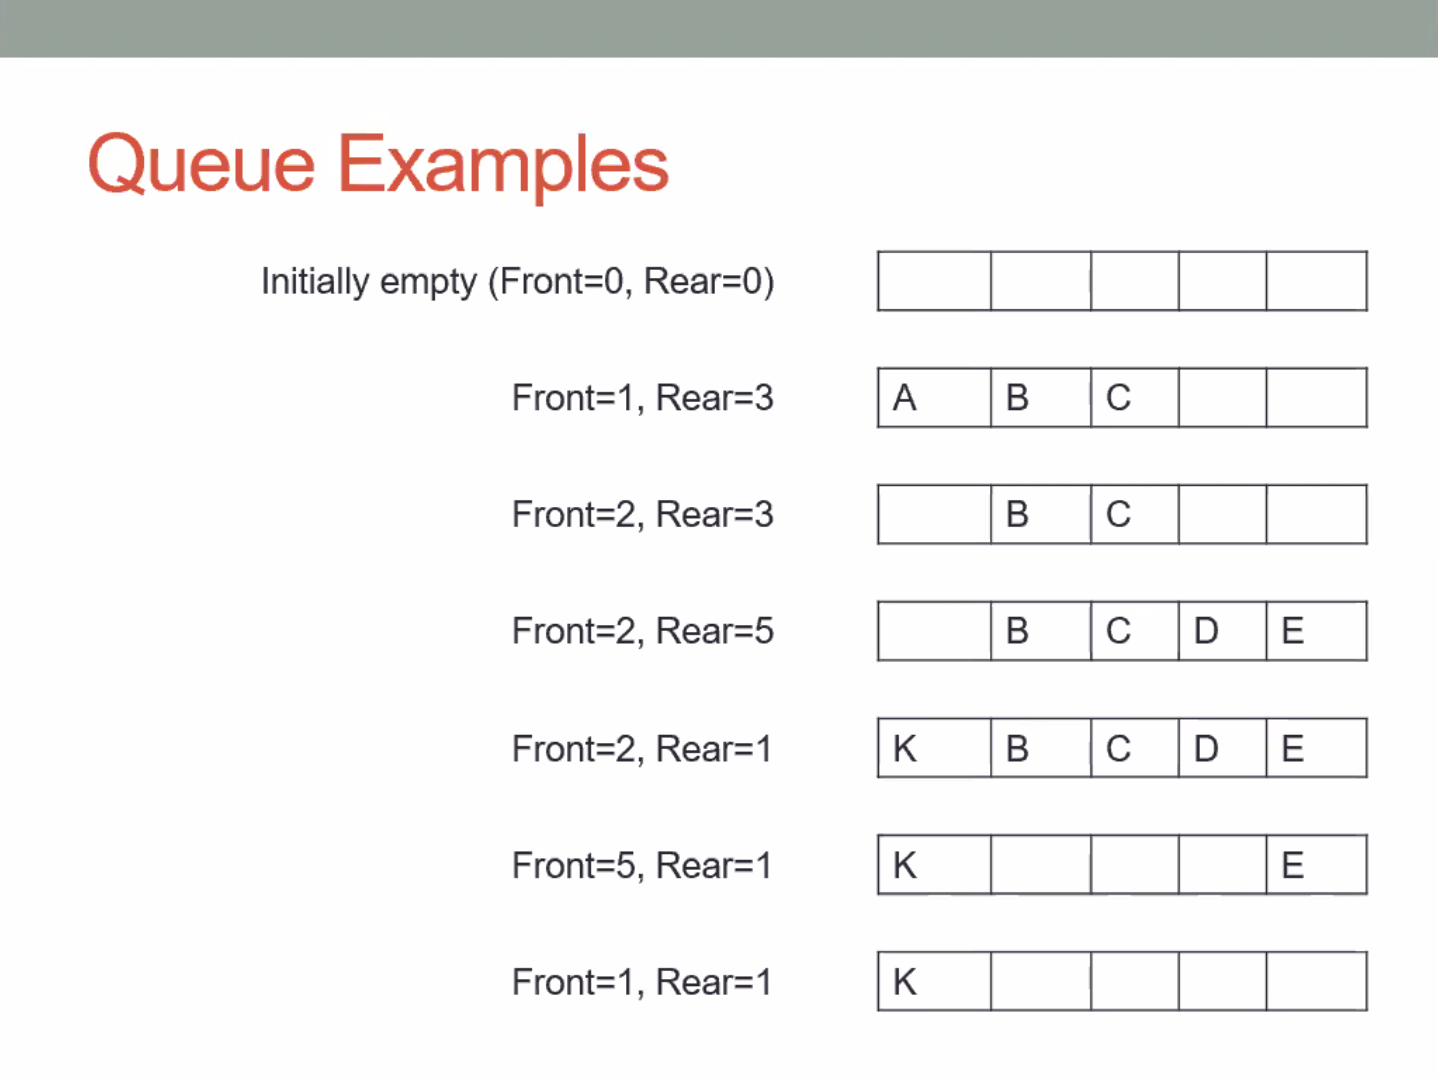 Queue Examples
Initially empty (Front=0, Rear=0)
Front=1, Rear=3 A B C
Front=2, Rear=3 B C
Front=2, Rear=5 B C D E
Front=2, Rear=1 K B C D E
Front=5, Rear=1 K E
Front=1, Rear=1 K